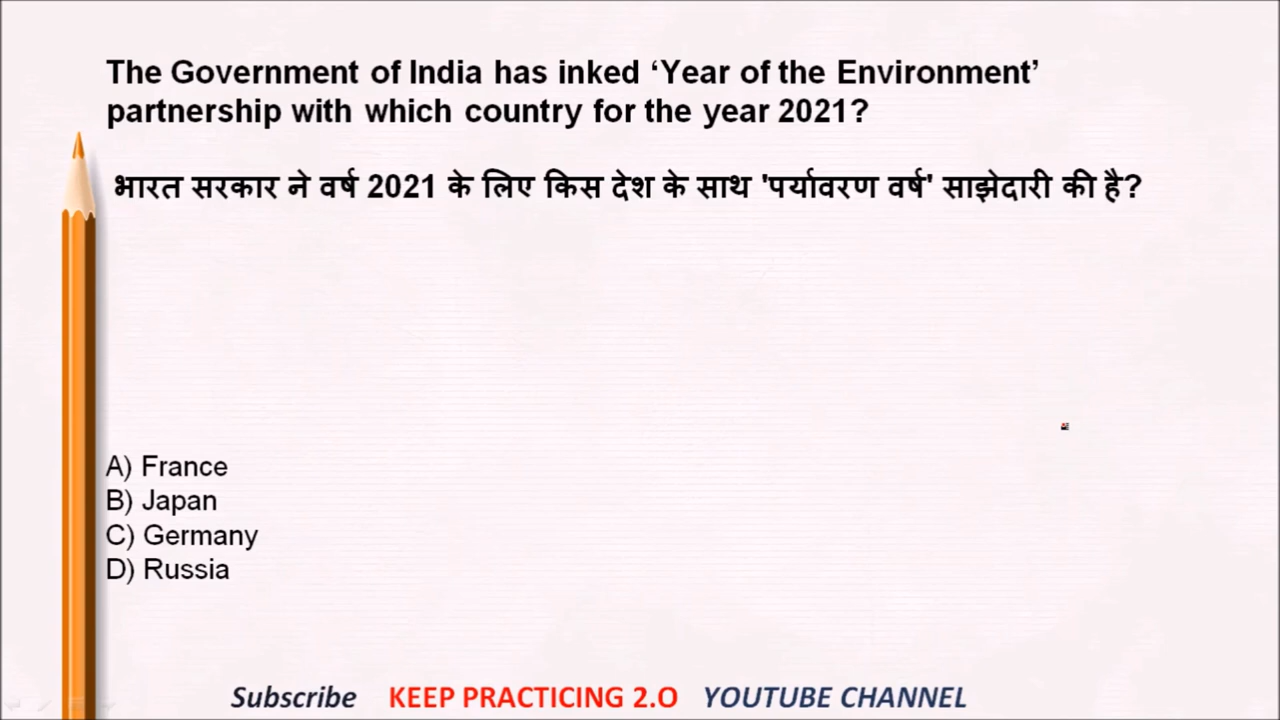 The Government of India has inked ‘Year of the Environment’
partnership with which country for the year 2021?
भारत सरकार ने वर्ष 2021 के लिए किस देश के साथ 'पर्यावरण वर्ष' साझेदारी की है?
A) France
B) Japan
C) Germany
D) Russia
Subscribe KEEP PRACTICING 2.O YOUTUBE CHANNEL